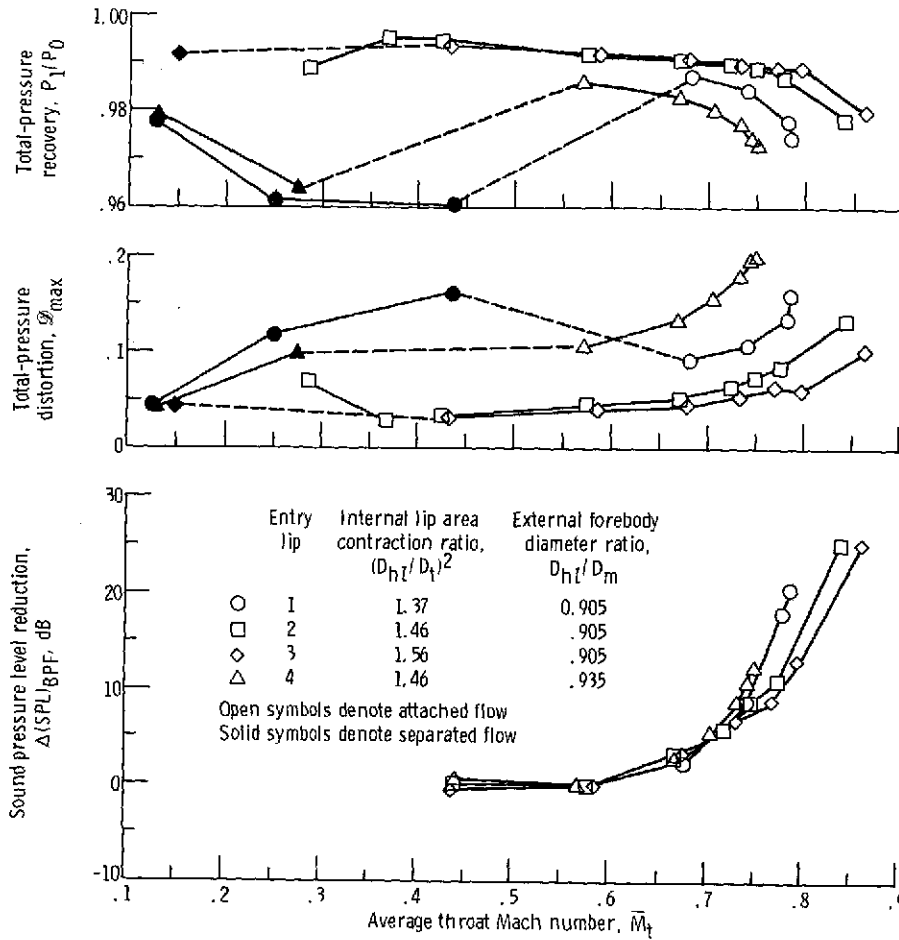 Total-pressure
recovery, P1/P0
1.00
.98
.96
Total-pressure
distortion, 𝒟max
.2
.1
0
Sound pressure level reduction,
Δ(SPL)BPF, dB
30
20
10
0
-10
Entry
lip
Internal lip area
contraction ratio,
(Dhl/Dt)2
External forebody
diameter ratio,
Dhl/Dm
1 1.37 0.905
2 1.46 .905
3 1.56 .905
4 1.46 .935
Open symbols denote attached flow
Solid symbols denote separated flow
.1 .2 .3 .4 .5 .6 .7 .8
Average throat Mach number, M̅t